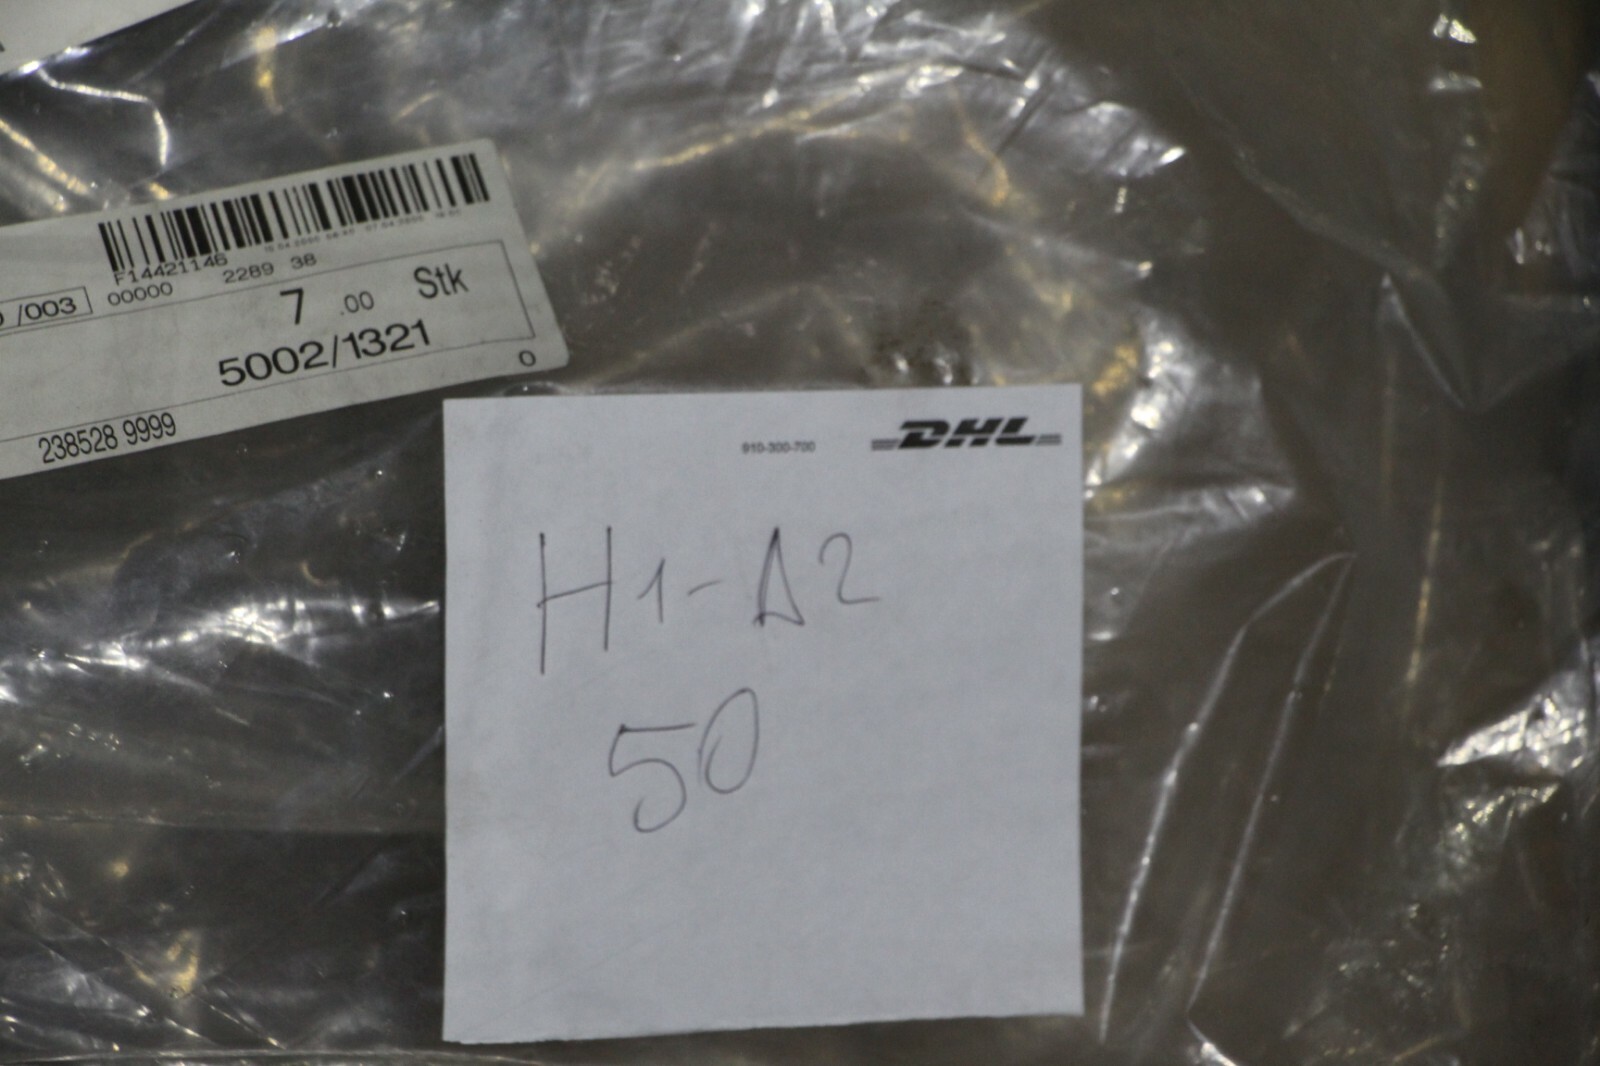 F14421146
00000 2289 38
/003
7 .00 Stk
5002/1321
0
238528 9999
910-300-700 DHL
H1-A2
50